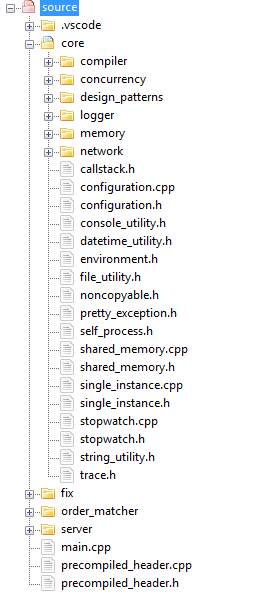 source
.vscode
core
compiler
concurrency
design_patterns
logger
memory
network
callstack.h
configuration.cpp
configuration.h
console_utility.h
datetime_utility.h
environment.h
file_utility.h
noncopyable.h
pretty_exception.h
self_process.h
shared_memory.cpp
shared_memory.h
single_instance.cpp
single_instance.h
stopwatch.cpp
stopwatch.h
string_utility.h
trace.h
fix
order_matcher
server
main.cpp
precompiled_header.cpp
precompiled_header.h